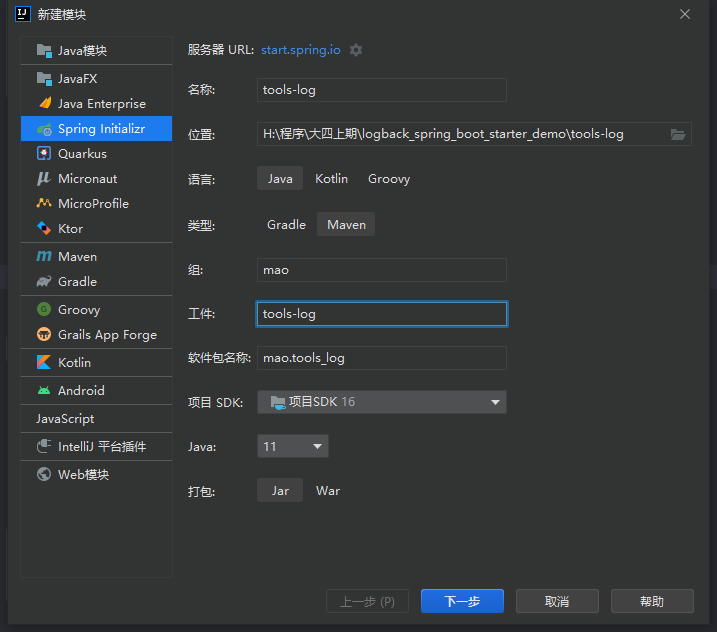 新建模块
Java模块
JavaFX
Java Enterprise
Spring Initializr
Quarkus
Micronaut
MicroProfile
Ktor
Maven
Gradle
Groovy
Grails App Forge
Kotlin
Android
JavaScript
IntelliJ 平台插件
Web模块
服务器 URL: start.spring.io
名称: tools-log
位置: H:\程序\大四上期\logback_spring_boot_starter_demo\tools-log
语言: Java Kotlin Groovy
类型: Gradle Maven
组: mao
工件: tools-log
软件包名称: mao.tools_log
项目 SDK: 项目SDK 16
Java: 11
打包: Jar War
上一步 (P) 下一步 取消 帮助